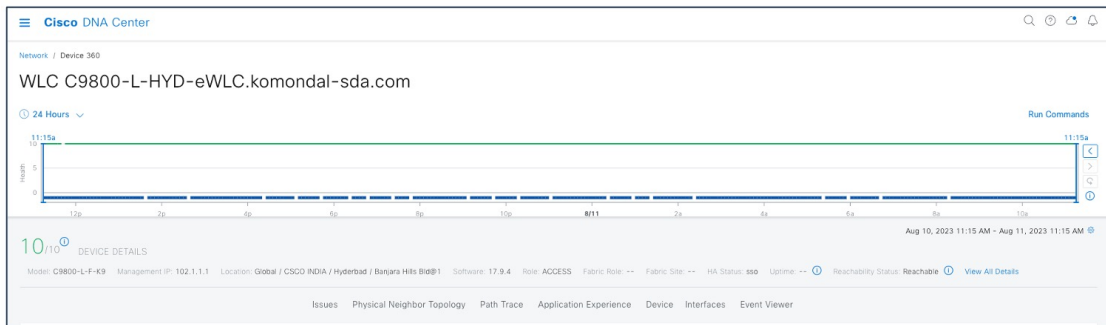 Cisco DNA Center
Network / Device 360
WLC C9800-L-HYD-eWLC.komondal-sda.com
24 Hours
Run Commands
11:15a
11:15a
10
5
0
Health
12p 2p 4p 6p 8p 10p 8/11 2a 4a 6a 8a 10a
Aug 10, 2023 11:15 AM - Aug 11, 2023 11:15 AM
10/10 DEVICE DETAILS
Model: C9800-L-F-K9 Management IP: 102.1.1.1 Location: Global / CSCO INDIA / Hyderbad / Banjara Hills Bld@1 Software: 17.9.4 Role: ACCESS Fabric Role: -- Fabric Site: -- HA Status: sso Uptime: -- Reachability Status: Reachable View All Details
Issues Physical Neighbor Topology Path Trace Application Experience Device Interfaces Event Viewer